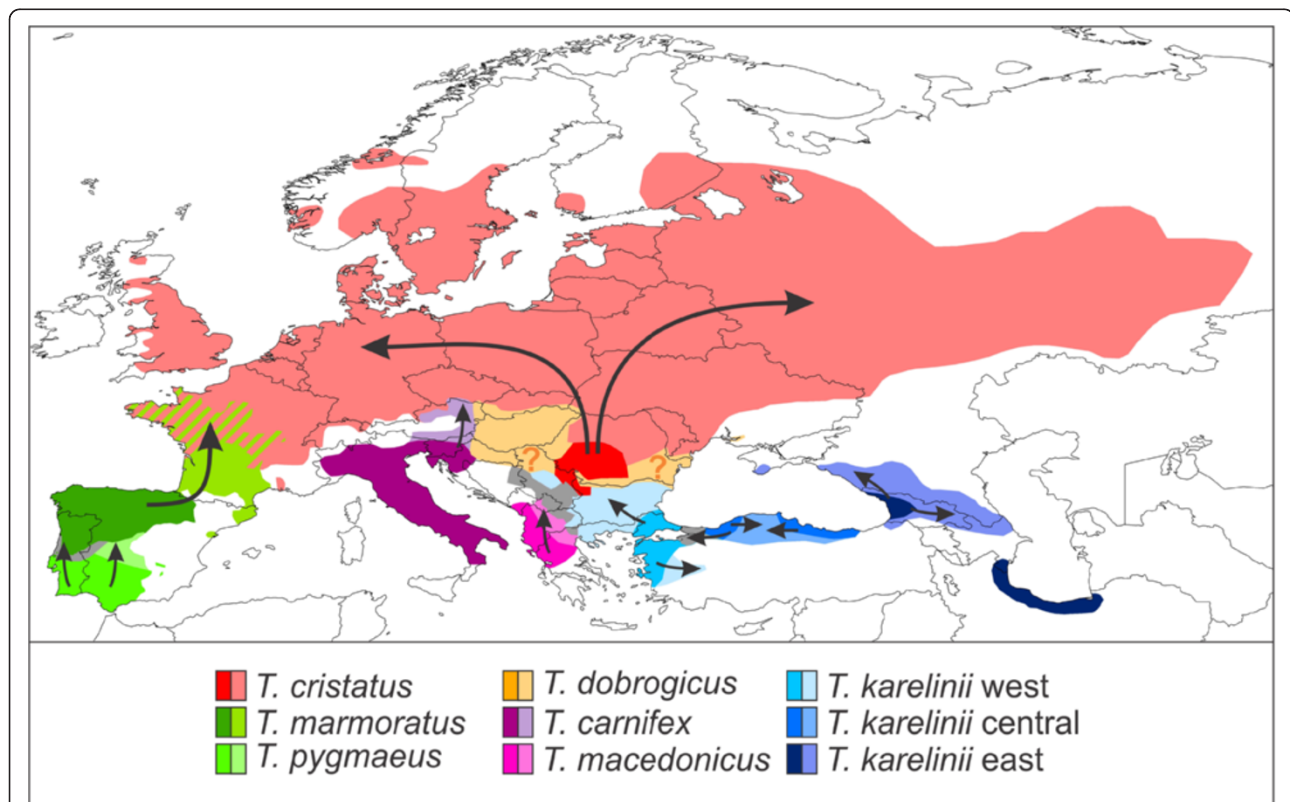 ? ?
T. cristatus T. dobrogicus T. karelinii west
T. marmoratus T. carnifex T. karelinii central
T. pygmaeus T. macedonicus T. karelinii east